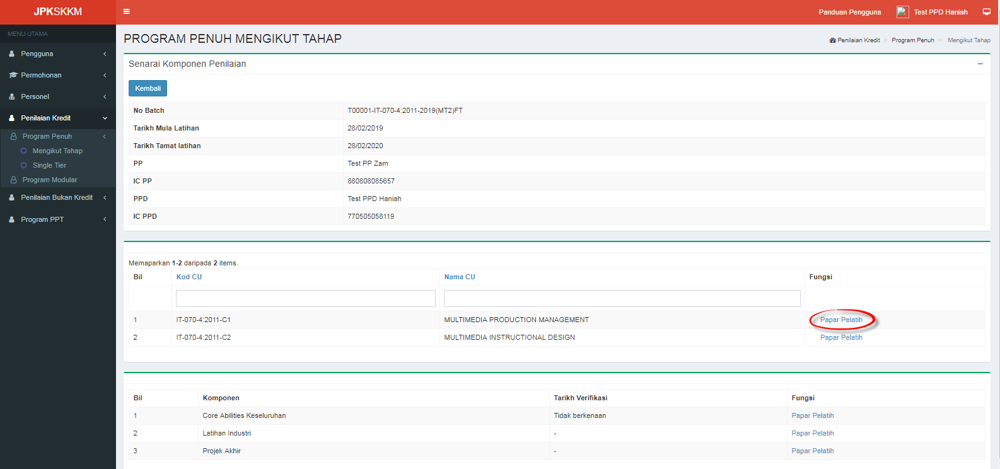 JPKSKKM
Panduan Pengguna
Test PPD Haniah
MENU UTAMA
Pengguna
Permohonan
Personel
Penilaian Kredit
Program Penuh
Mengikut Tahap
Single Tier
Program Modular
Penilaian Bukan Kredit
Program PPT
PROGRAM PENUH MENGIKUT TAHAP
Penilaian Kredit > Program Penuh > Mengikut Tahap
Senarai Komponen Penilaian
Kembali
No Batch T00001-IT-070-4:2011-2019(MT2)FT
Tarikh Mula Latihan 28/02/2019
Tarikh Tamat latihan 28/02/2020
PP Test PP Zam
IC PP 880808085657
PPD Test PPD Haniah
IC PPD 770505058119
Memaparkan 1-2 daripada 2 items.
Bil Kod CU Nama CU Fungsi
1 IT-070-4:2011-C1 MULTIMEDIA PRODUCTION MANAGEMENT Papar Pelatih
2 IT-070-4:2011-C2 MULTIMEDIA INSTRUCTIONAL DESIGN Papar Pelatih
Bil Komponen Tarikh Verifikasi Fungsi
1 Core Abilities Keseluruhan Tidak berkenaan Papar Pelatih
2 Latihan Industri - Papar Pelatih
3 Projek Akhir - Papar Pelatih